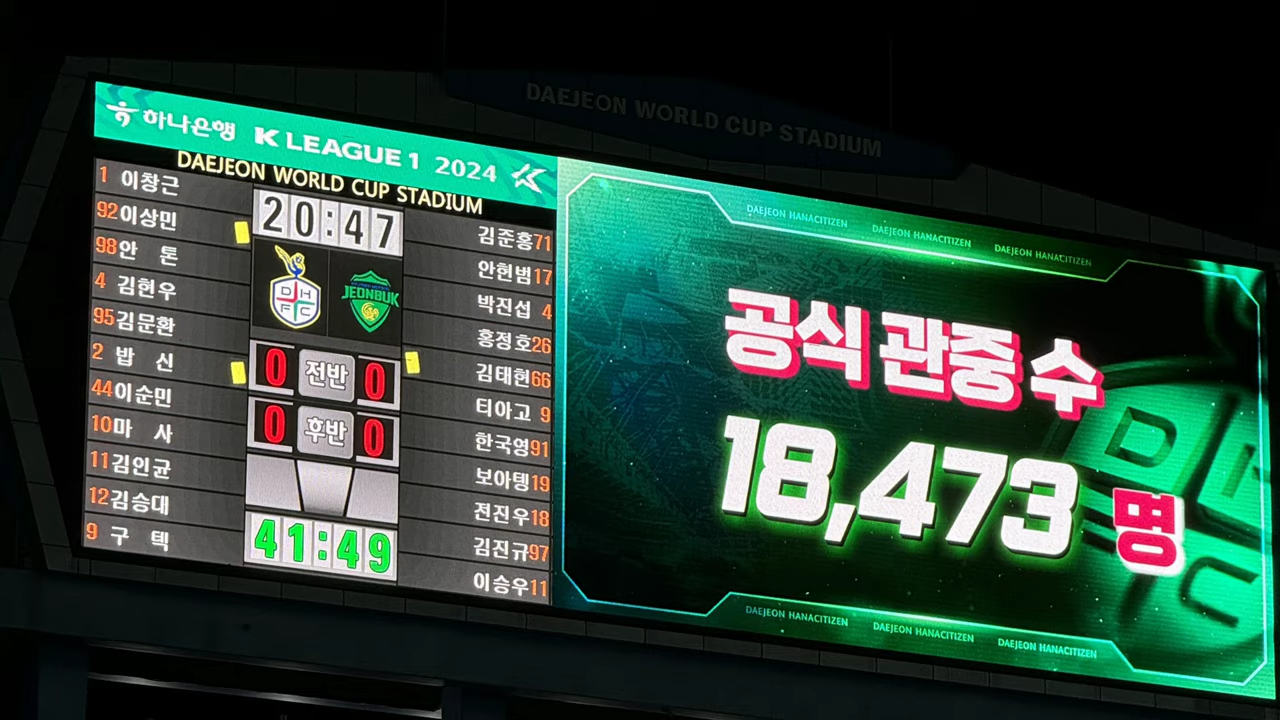 DAEJEON WORLD CUP STADIUM
하나은행 K LEAGUE 1 2024
DAEJEON WORLD CUP STADIUM
1 이창근
92 이상민
98 안 톤
4 김현우
95 김문환
2 밥 신
44 이순민
10 마 사
11 김인균
12 김승대
9 구 텍
20:47
DHFC
JEONBUK
0 전반 0
0 후반 0
41:49
김준홍 71
안현범 17
박진섭 4
홍정호 26
김태현 66
티아고 9
한국영 91
보아텡 19
전진우 18
김진규 97
이승우 11
DAEJEON HANACITIZEN DAEJEON HANACITIZEN DAEJEON HANACITIZEN
공식 관중 수
18,473 명
DAEJEON HANACITIZEN DAEJEON HANACITIZEN DAEJEON HANACITIZEN